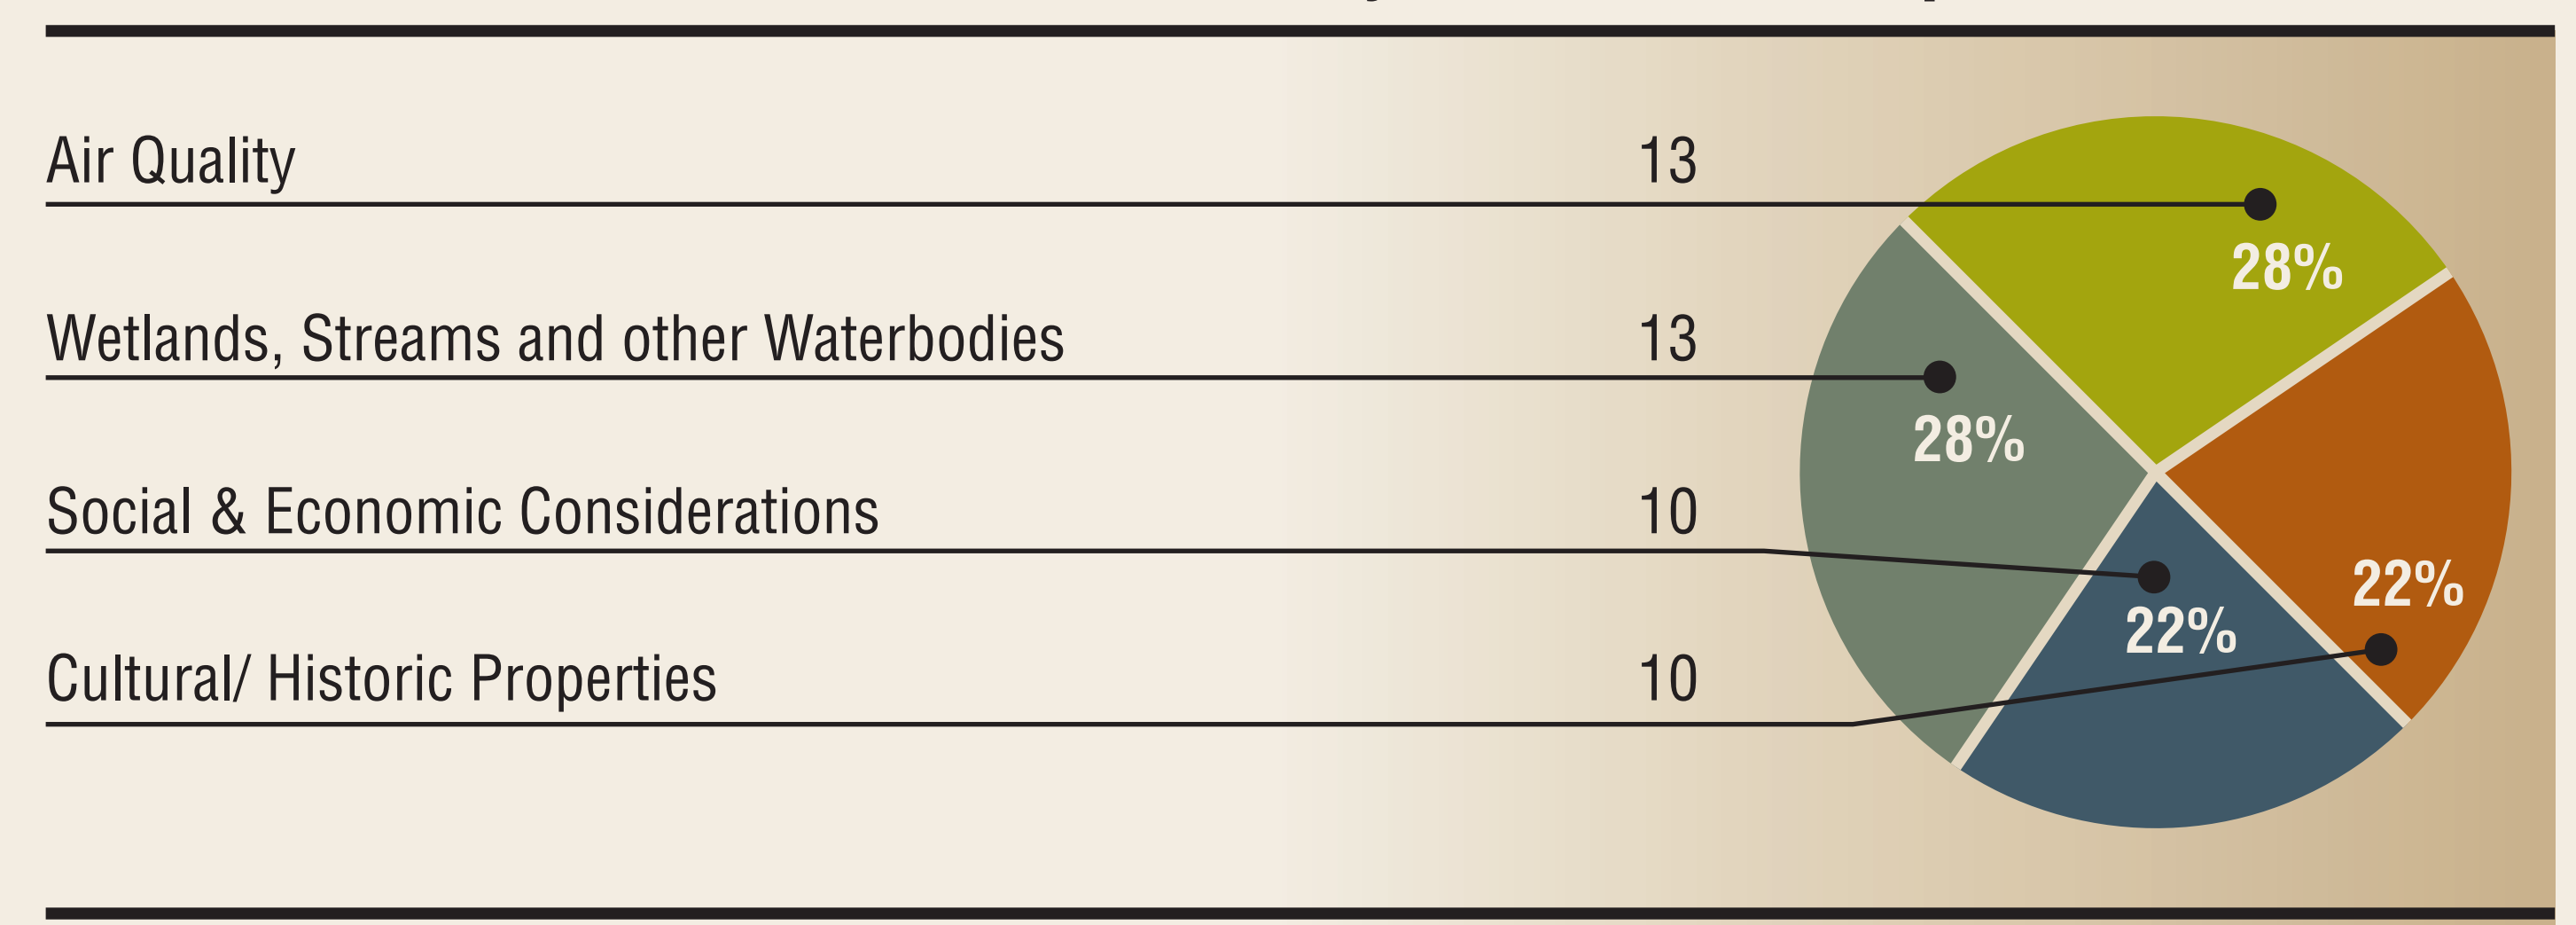 Air Quality 13
28%
Wetlands, Streams and other Waterbodies 13
28%
Social & Economic Considerations 10
22%
22%
Cultural/ Historic Properties 10